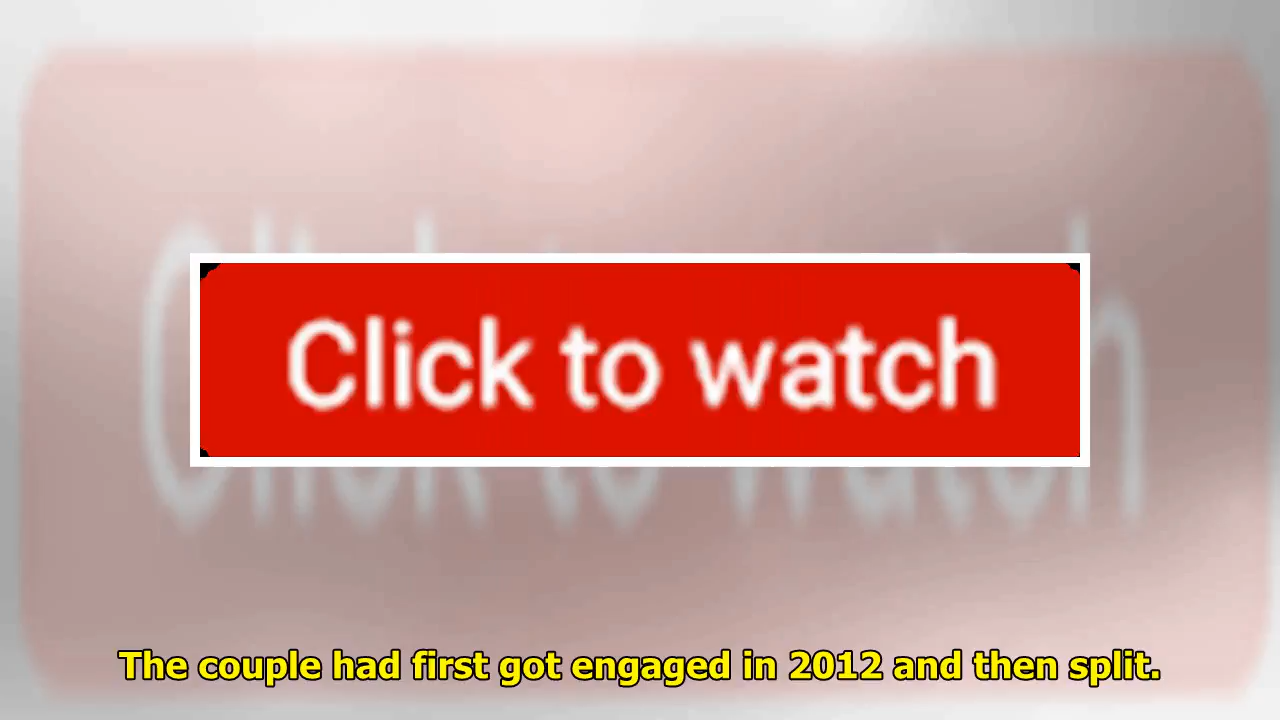 Click to watch
The couple had first got engaged in 2012 and then split.